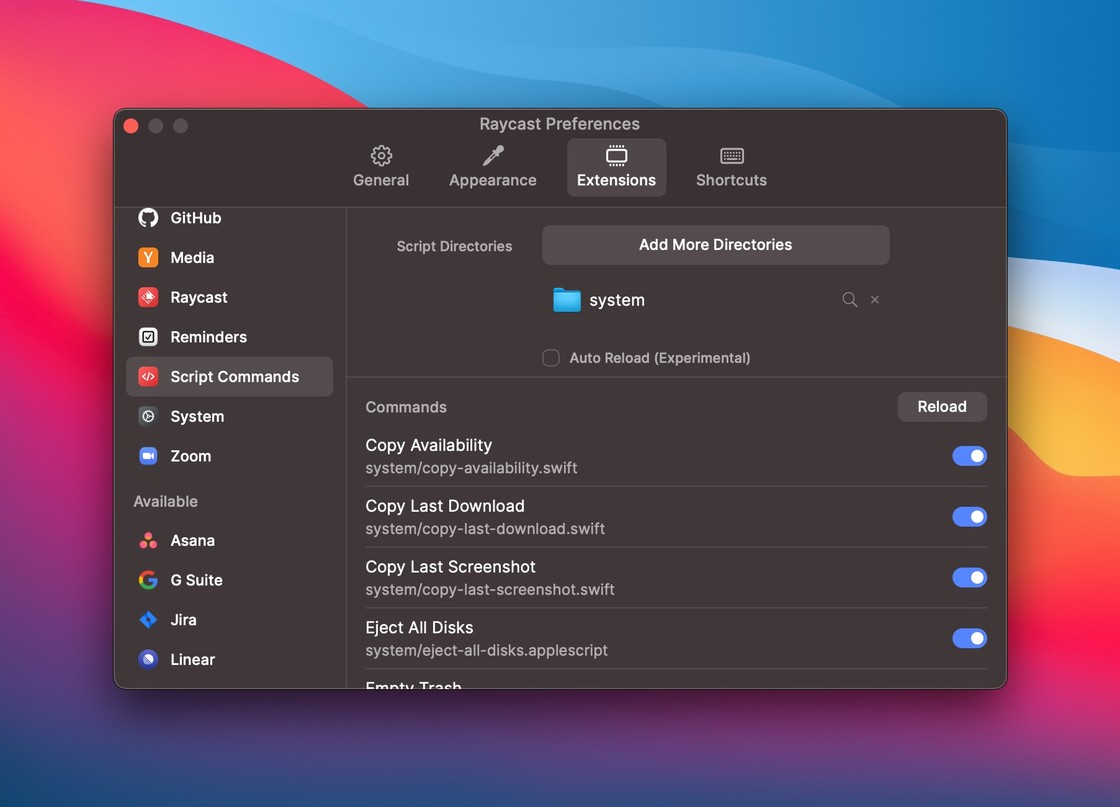 Raycast Preferences
General
Appearance
Extensions
Shortcuts
GitHub
Media
Raycast
Reminders
Script Commands
System
Zoom
Available
Asana
G Suite
Jira
Linear
Script Directories
Add More Directories
system
Auto Reload (Experimental)
Commands
Reload
Copy Availability
system/copy-availability.swift
Copy Last Download
system/copy-last-download.swift
Copy Last Screenshot
system/copy-last-screenshot.swift
Eject All Disks
system/eject-all-disks.applescript
Empty Trash